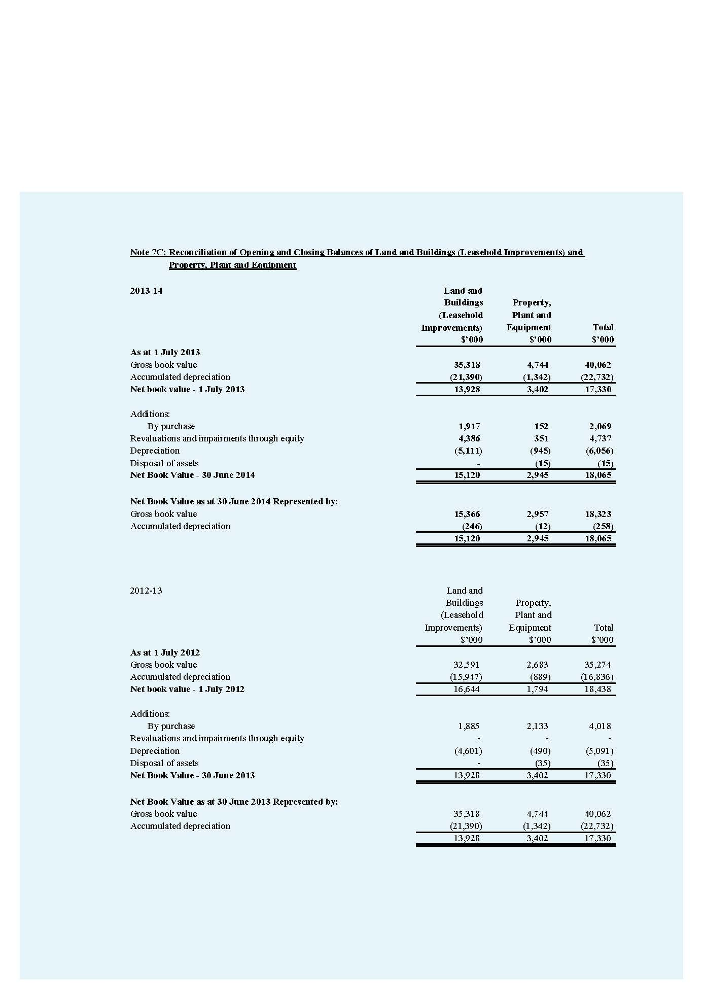 Note 7C: Reconciliation of Opening and Closing Balances of Land and Buildings (Leasehold Improvements) and
Property, Plant and Equipment
2013-14 Land and
Buildings Property,
(Leasehold Plant and
Improvements) Equipment Total
$’000 $’000 $’000
As at 1 July 2013
Gross book value 35,318 4,744 40,062
Accumulated depreciation (21,390) (1,342) (22,732)
Net book value - 1 July 2013 13,928 3,402 17,330
Additions:
By purchase 1,917 152 2,069
Revaluations and impairments through equity 4,386 351 4,737
Depreciation (5,111) (945) (6,056)
Disposal of assets - (15) (15)
Net Book Value - 30 June 2014 15,120 2,945 18,065
Net Book Value as at 30 June 2014 Represented by:
Gross book value 15,366 2,957 18,323
Accumulated depreciation (246) (12) (258)
15,120 2,945 18,065
2012-13 Land and
Buildings Property,
(Leasehold Plant and
Improvements) Equipment Total
$’000 $’000 $’000
As at 1 July 2012
Gross book value 32,591 2,683 35,274
Accumulated depreciation (15,947) (889) (16,836)
Net book value - 1 July 2012 16,644 1,794 18,438
Additions:
By purchase 1,885 2,133 4,018
Revaluations and impairments through equity - - -
Depreciation (4,601) (490) (5,091)
Disposal of assets - (35) (35)
Net Book Value - 30 June 2013 13,928 3,402 17,330
Net Book Value as at 30 June 2013 Represented by:
Gross book value 35,318 4,744 40,062
Accumulated depreciation (21,390) (1,342) (22,732)
13,928 3,402 17,330